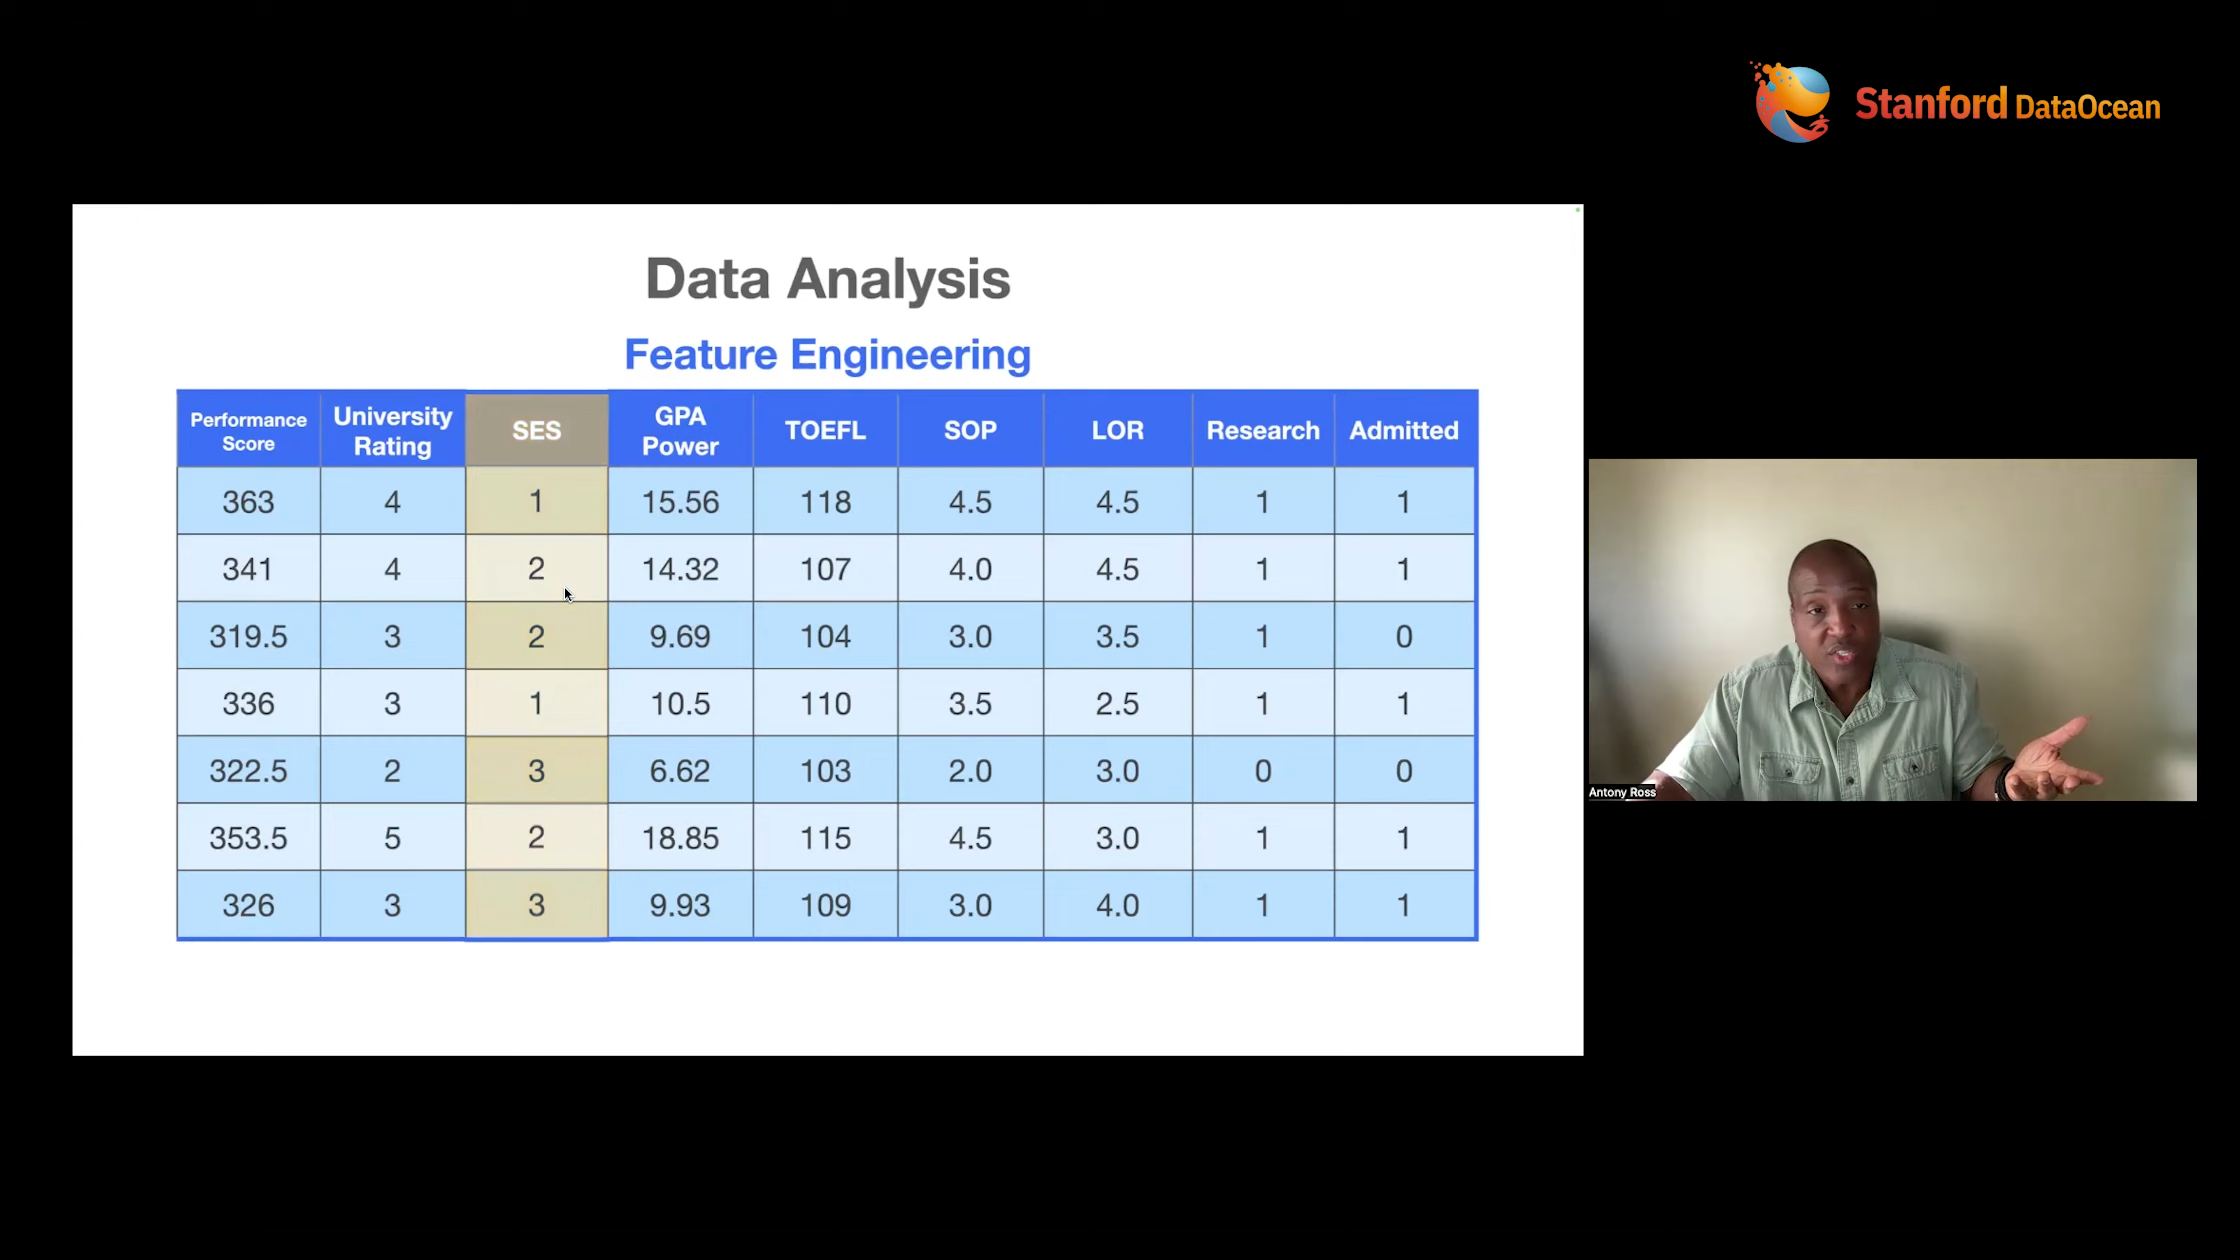 Stanford DataOcean
Data Analysis
Feature Engineering
Performance Score University Rating SES GPA Power TOEFL SOP LOR Research Admitted
363 4 1 15.56 118 4.5 4.5 1 1
341 4 2 14.32 107 4.0 4.5 1 1
319.5 3 2 9.69 104 3.0 3.5 1 0
336 3 1 10.5 110 3.5 2.5 1 1
322.5 2 3 6.62 103 2.0 3.0 0 0
353.5 5 2 18.85 115 4.5 3.0 1 1
326 3 3 9.93 109 3.0 4.0 1 1
Antony Ross